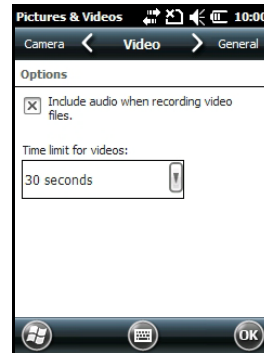 Pictures & Videos 10:00
Camera Video General
Options
Include audio when recording video
files.
Time limit for videos:
30 seconds
OK